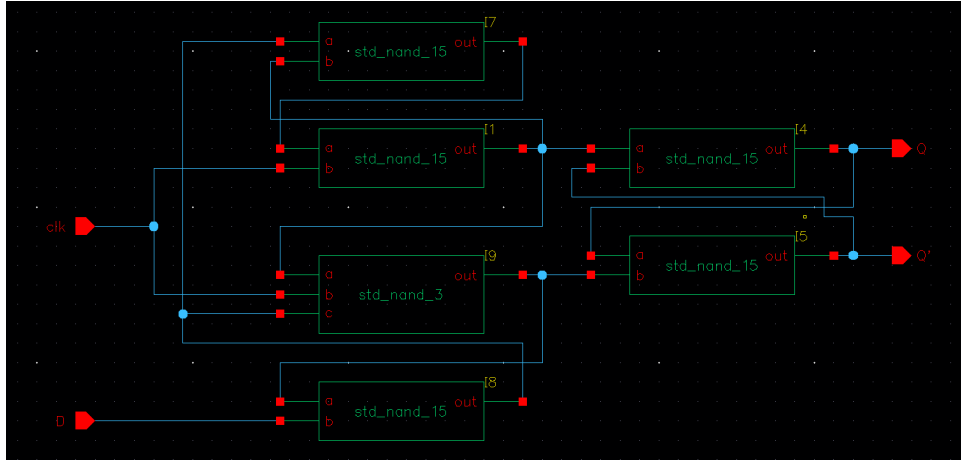 I7
a out
std_nand_15
b
I1
a out
std_nand_15
b
I4
a out
std_nand_15
b
Q
clk
I9
a out
b std_nand_3
c
I5
a out
std_nand_15
b
Q'
I8
a out
std_nand_15
b
D